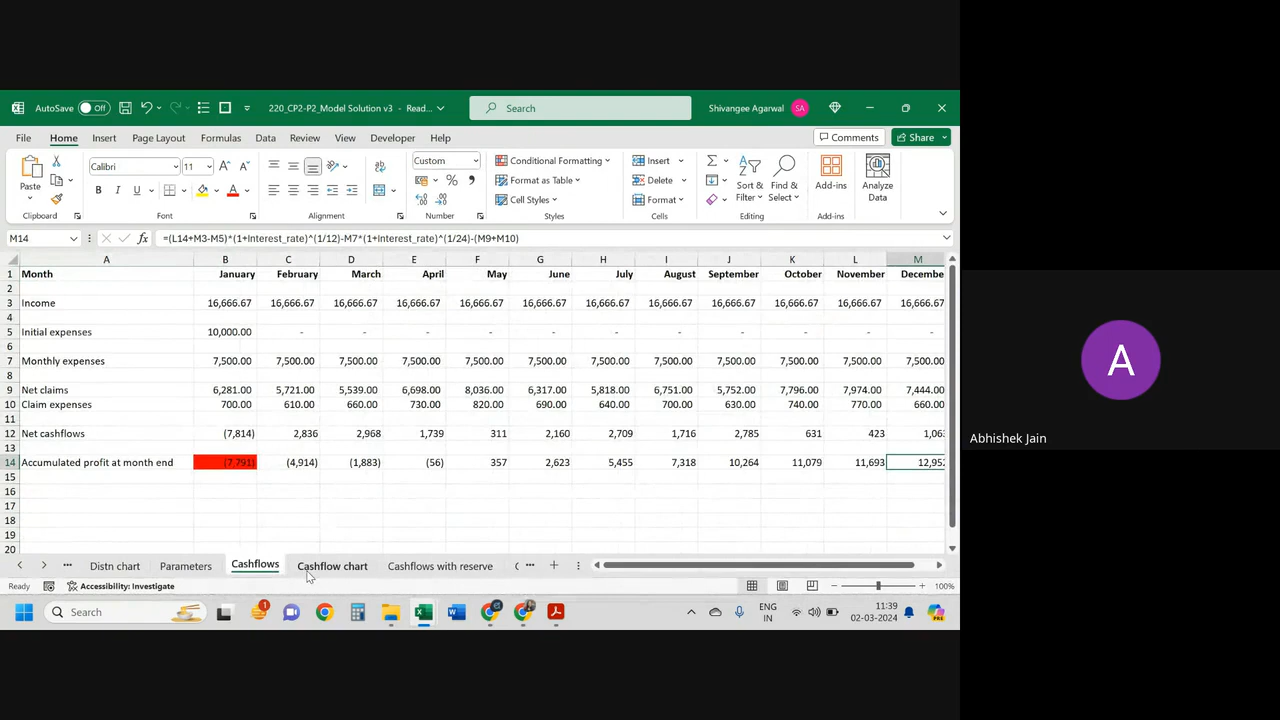 AutoSave Off 220_CP2-P2_Model Solution v3 - Read... Search Shivangee Agarwal SA
File Home Insert Page Layout Formulas Data Review View Developer Help Comments Share
Calibri 11 Custom Conditional Formatting Insert
Paste Format as Table Delete Sort & Find & Add-ins Analyze
B I U Cell Styles Format Filter Select Data
Clipboard Font Alignment Number Styles Cells Editing Add-ins
M14 =(L14+M3-M5)*(1+Interest_rate)^(1/12)-M7*(1+Interest_rate)^(1/24)-(M9+M10)
A B C D E F G H I J K L M
1 Month January February March April May June July August September October November Decembe
2
3 Income 16,666.67 16,666.67 16,666.67 16,666.67 16,666.67 16,666.67 16,666.67 16,666.67 16,666.67 16,666.67 16,666.67 16,666.67
4
5 Initial expenses 10,000.00 - - - - - - - - - - -
6
7 Monthly expenses 7,500.00 7,500.00 7,500.00 7,500.00 7,500.00 7,500.00 7,500.00 7,500.00 7,500.00 7,500.00 7,500.00 7,500.00
8
9 Net claims 6,281.00 5,721.00 5,539.00 6,698.00 8,036.00 6,317.00 5,818.00 6,751.00 5,752.00 7,796.00 7,974.00 7,444.00
10 Claim expenses 700.00 610.00 660.00 730.00 820.00 690.00 640.00 700.00 630.00 740.00 770.00 660.00
11
12 Net cashflows (7,814) 2,836 2,968 1,739 311 2,160 2,709 1,716 2,785 631 423 1,06
13
14 Accumulated profit at month end (7,791) (4,914) (1,883) (56) 357 2,623 5,455 7,318 10,264 11,079 11,693 12,952
15
16
17
18
19
20
Distn chart Parameters Cashflows Cashflow chart Cashflows with reserve
Ready Accessibility: Investigate 100%
Search 1 ENG IN 11:39 02-03-2024
A
Abhishek Jain